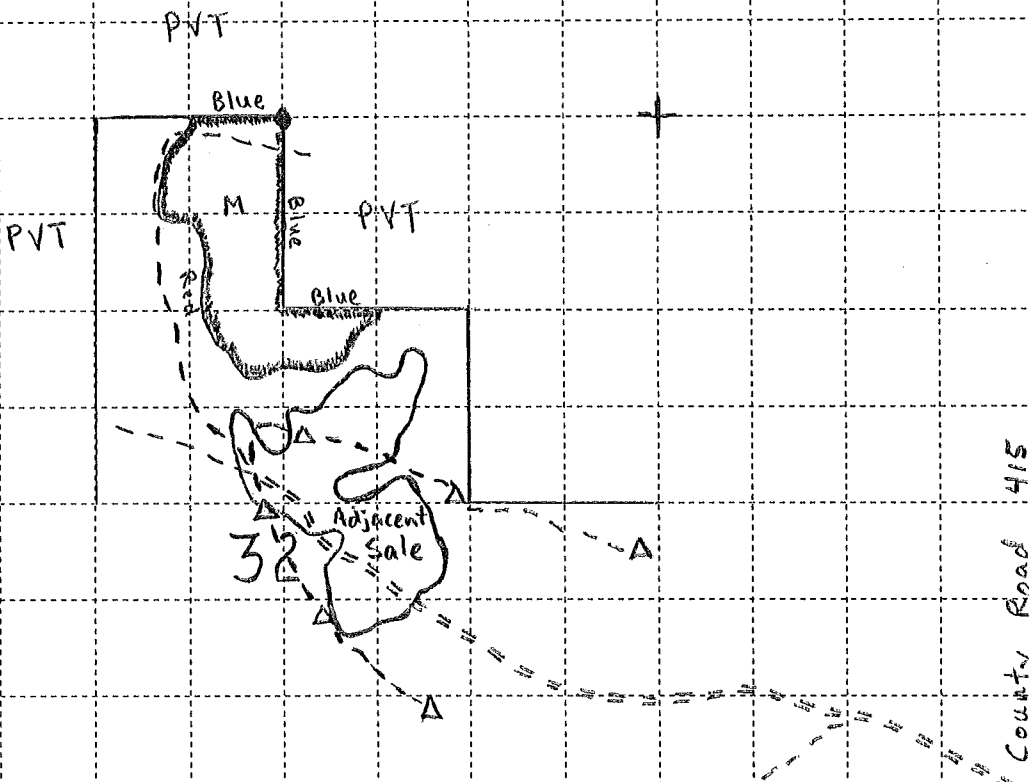 PVT
Blue
M
Blue
PVT
PVT
Red
Blue
Adjacent
Sale
32
County Road 415